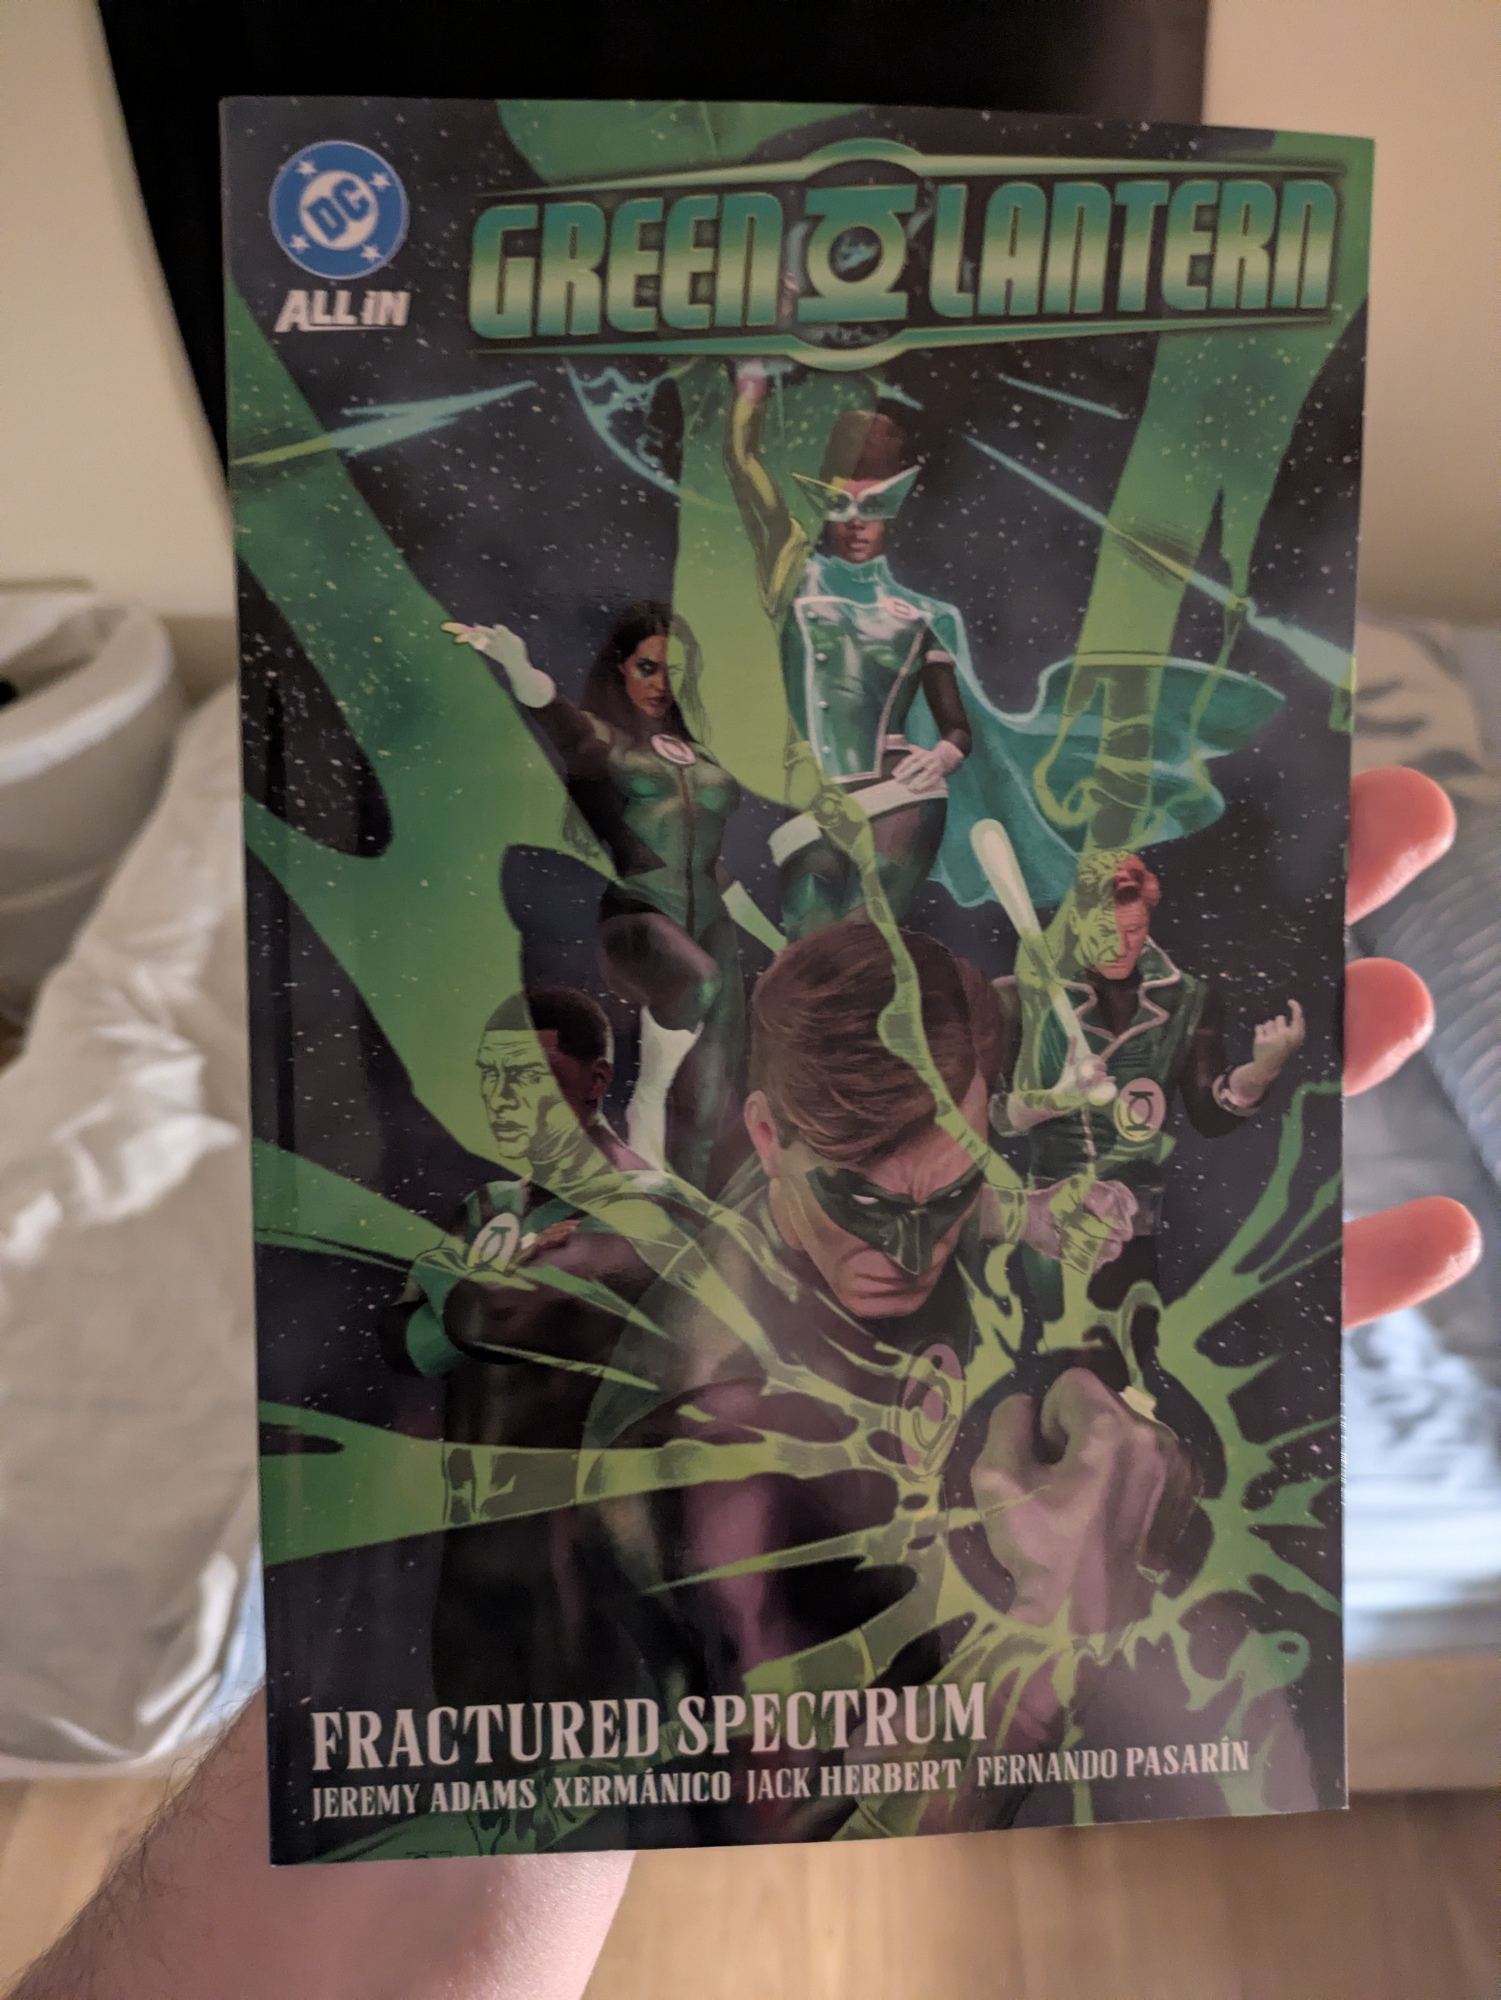 DC
ALL IN
GREEN LANTERN
FRACTURED SPECTRUM
JEREMY ADAMS XERMÁNICO JACK HERBERT FERNANDO PASARÍN